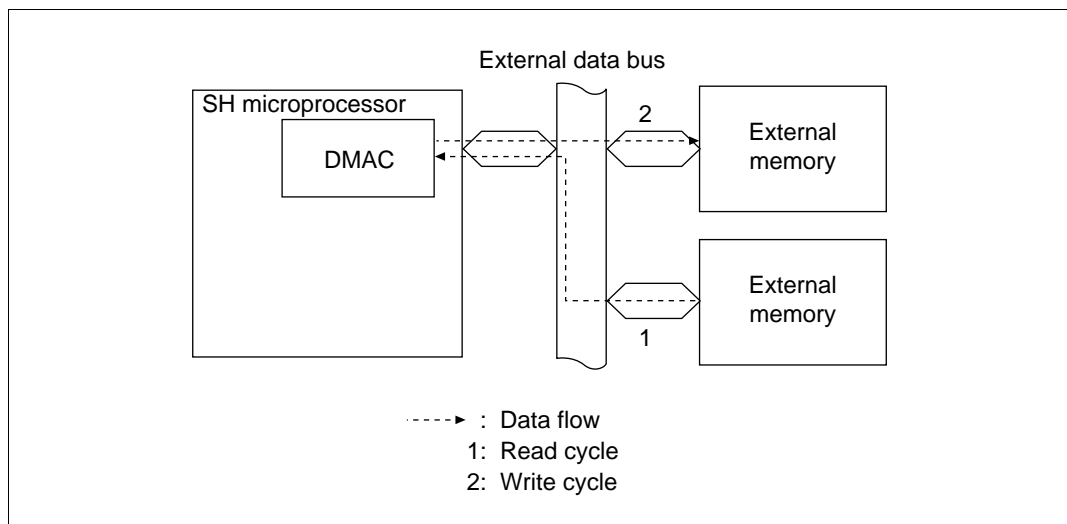 External data bus
SH microprocessor
DMAC
2
External
memory
External
memory
1
: Data flow
1: Read cycle
2: Write cycle